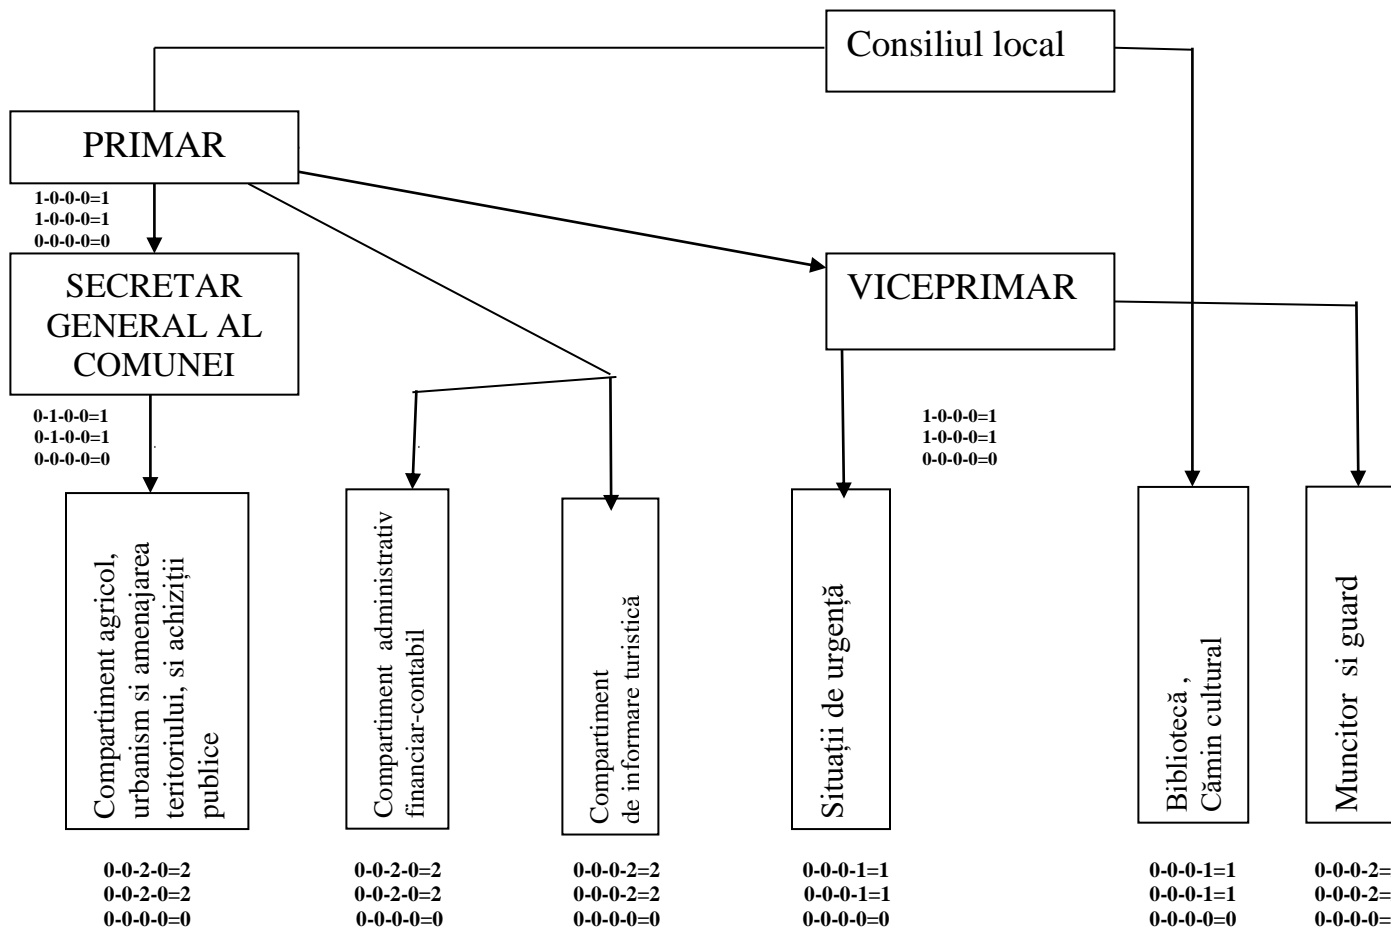 Consiliul local
PRIMAR
1-0-0-0=1
1-0-0-0=1
0-0-0-0=0
SECRETAR
GENERAL AL
COMUNEI
VICEPRIMAR
0-1-0-0=1
0-1-0-0=1
0-0-0-0=0
1-0-0-0=1
1-0-0-0=1
0-0-0-0=0
Compartiment agricol,
urbanism si amenajarea
teritoriului, si achiziții
publice
Compartiment administrativ
financiar-contabil
Compartiment
de informare turistică
Situații de urgență
Bibliotecă ,
Cămin cultural
Muncitor si guard
0-0-2-0=2
0-0-2-0=2
0-0-0-0=0
0-0-2-0=2
0-0-2-0=2
0-0-0-0=0
0-0-0-2=2
0-0-0-2=2
0-0-0-0=0
0-0-0-1=1
0-0-0-1=1
0-0-0-0=0
0-0-0-1=1
0-0-0-1=1
0-0-0-0=0
0-0-0-2=
0-0-0-2=
0-0-0-0=